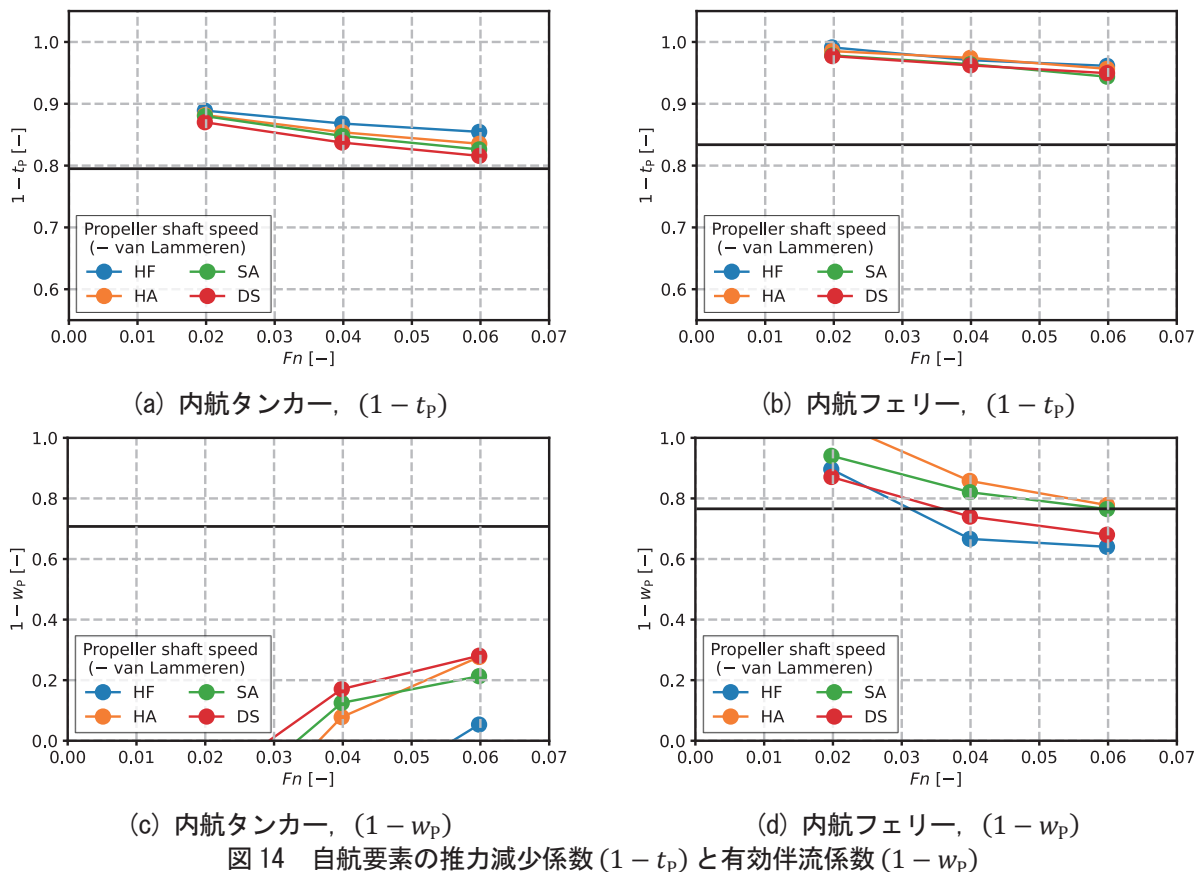 1.0
0.9
0.8
0.7
0.6
1 − t_P [−]
Propeller shaft speed
(− van Lammeren)
HF SA
HA DS
0.00 0.01 0.02 0.03 0.04 0.05 0.06 0.07
Fn [−]
(a) 内航タンカー, (1 − t_P)
1.0
0.9
0.8
0.7
0.6
1 − t_P [−]
Propeller shaft speed
(− van Lammeren)
HF SA
HA DS
0.00 0.01 0.02 0.03 0.04 0.05 0.06 0.07
Fn [−]
(b) 内航フェリー, (1 − t_P)
1.0
0.8
0.6
0.4
0.2
0.0
1 − w_P [−]
Propeller shaft speed
(− van Lammeren)
HF SA
HA DS
0.00 0.01 0.02 0.03 0.04 0.05 0.06 0.07
Fn [−]
(c) 内航タンカー, (1 − w_P)
1.0
0.8
0.6
0.4
0.2
0.0
1 − w_P [−]
Propeller shaft speed
(− van Lammeren)
HF SA
HA DS
0.00 0.01 0.02 0.03 0.04 0.05 0.06 0.07
Fn [−]
(d) 内航フェリー, (1 − w_P)
図 14 自航要素の推力減少係数 (1 − t_P) と有効伴流係数 (1 − w_P)